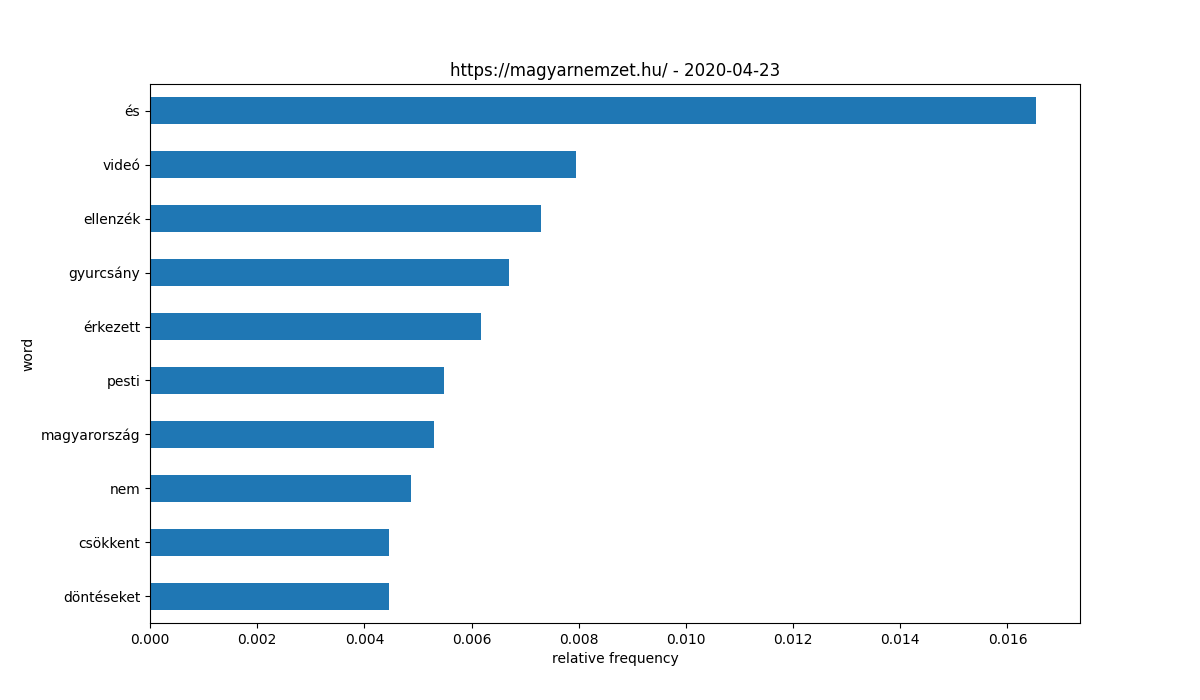 https://magyarnemzet.hu/ - 2020-04-23
és
videó
ellenzék
gyurcsány
érkezett
pesti
magyarország
nem
csökkent
döntéseket
word
0.000 0.002 0.004 0.006 0.008 0.010 0.012 0.014 0.016
relative frequency